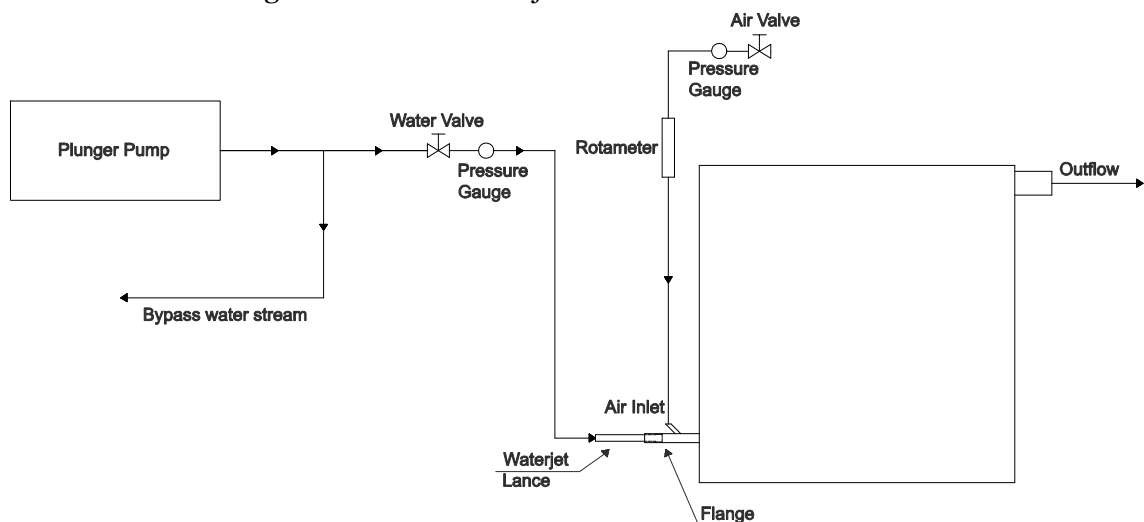 Air Valve
Pressure
Gauge
Water Valve
Plunger Pump
Rotameter
Pressure
Gauge
Outflow
Bypass water stream
Air Inlet
Waterjet
Lance
Flange